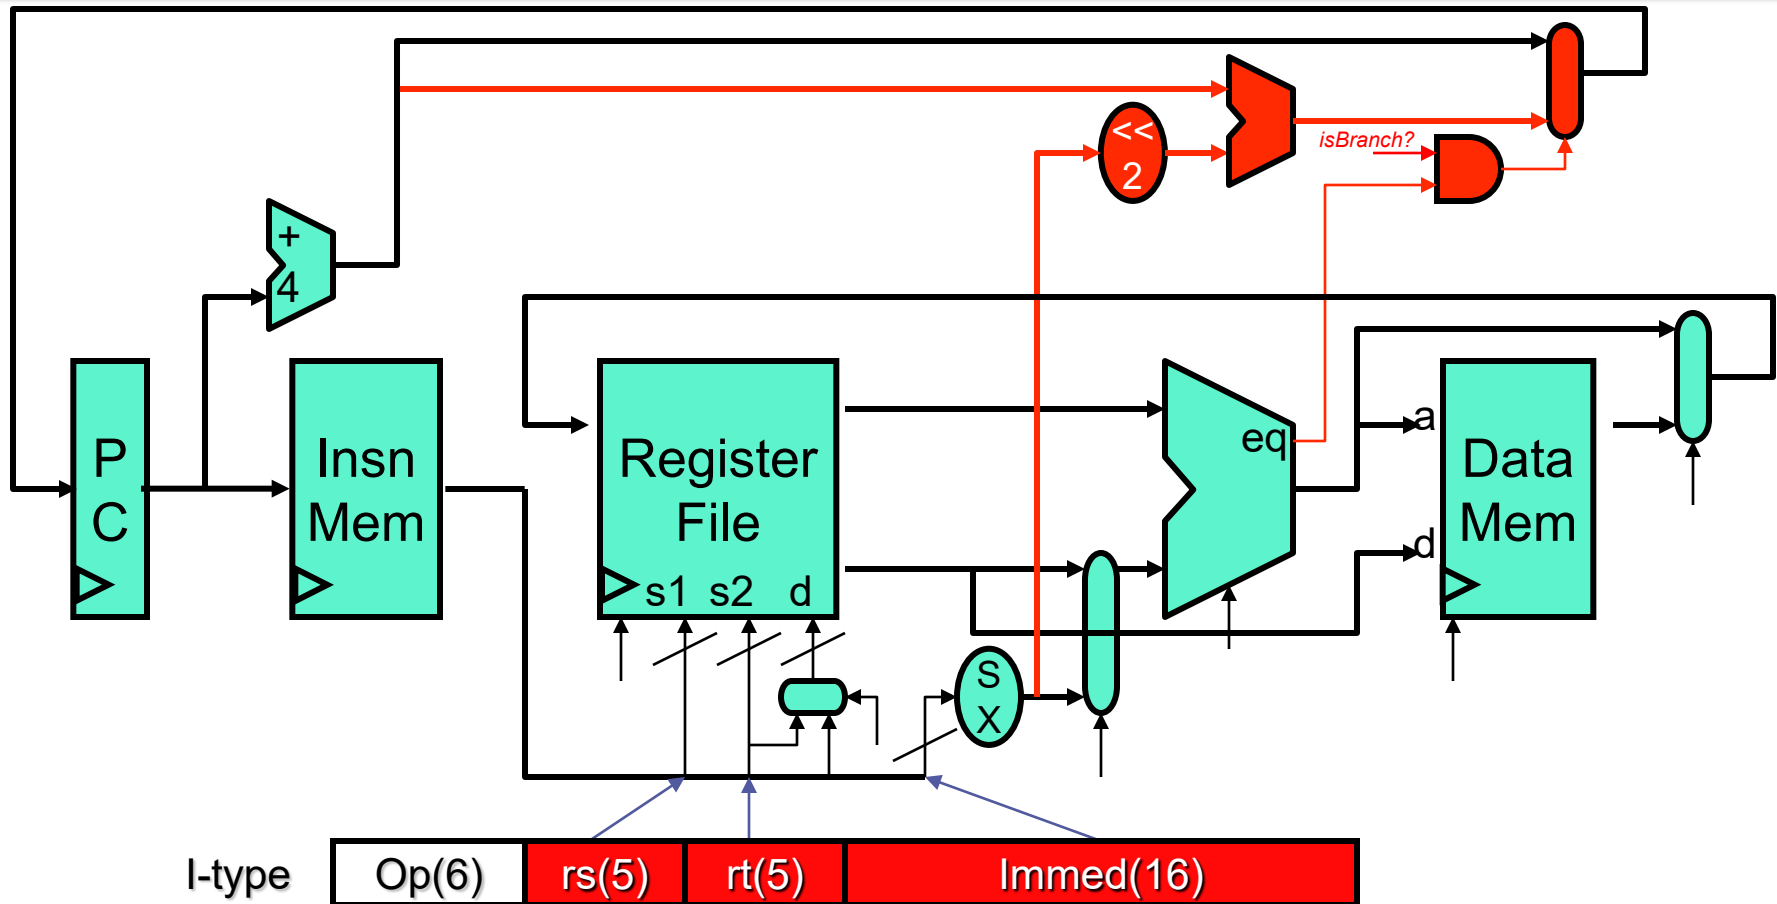 <<
2
isBranch?
+
4
P
C
Insn
Mem
Register
File
s1 s2 d
eq
a
d
Data
Mem
S
X
I-type Op(6) rs(5) rt(5) Immed(16)